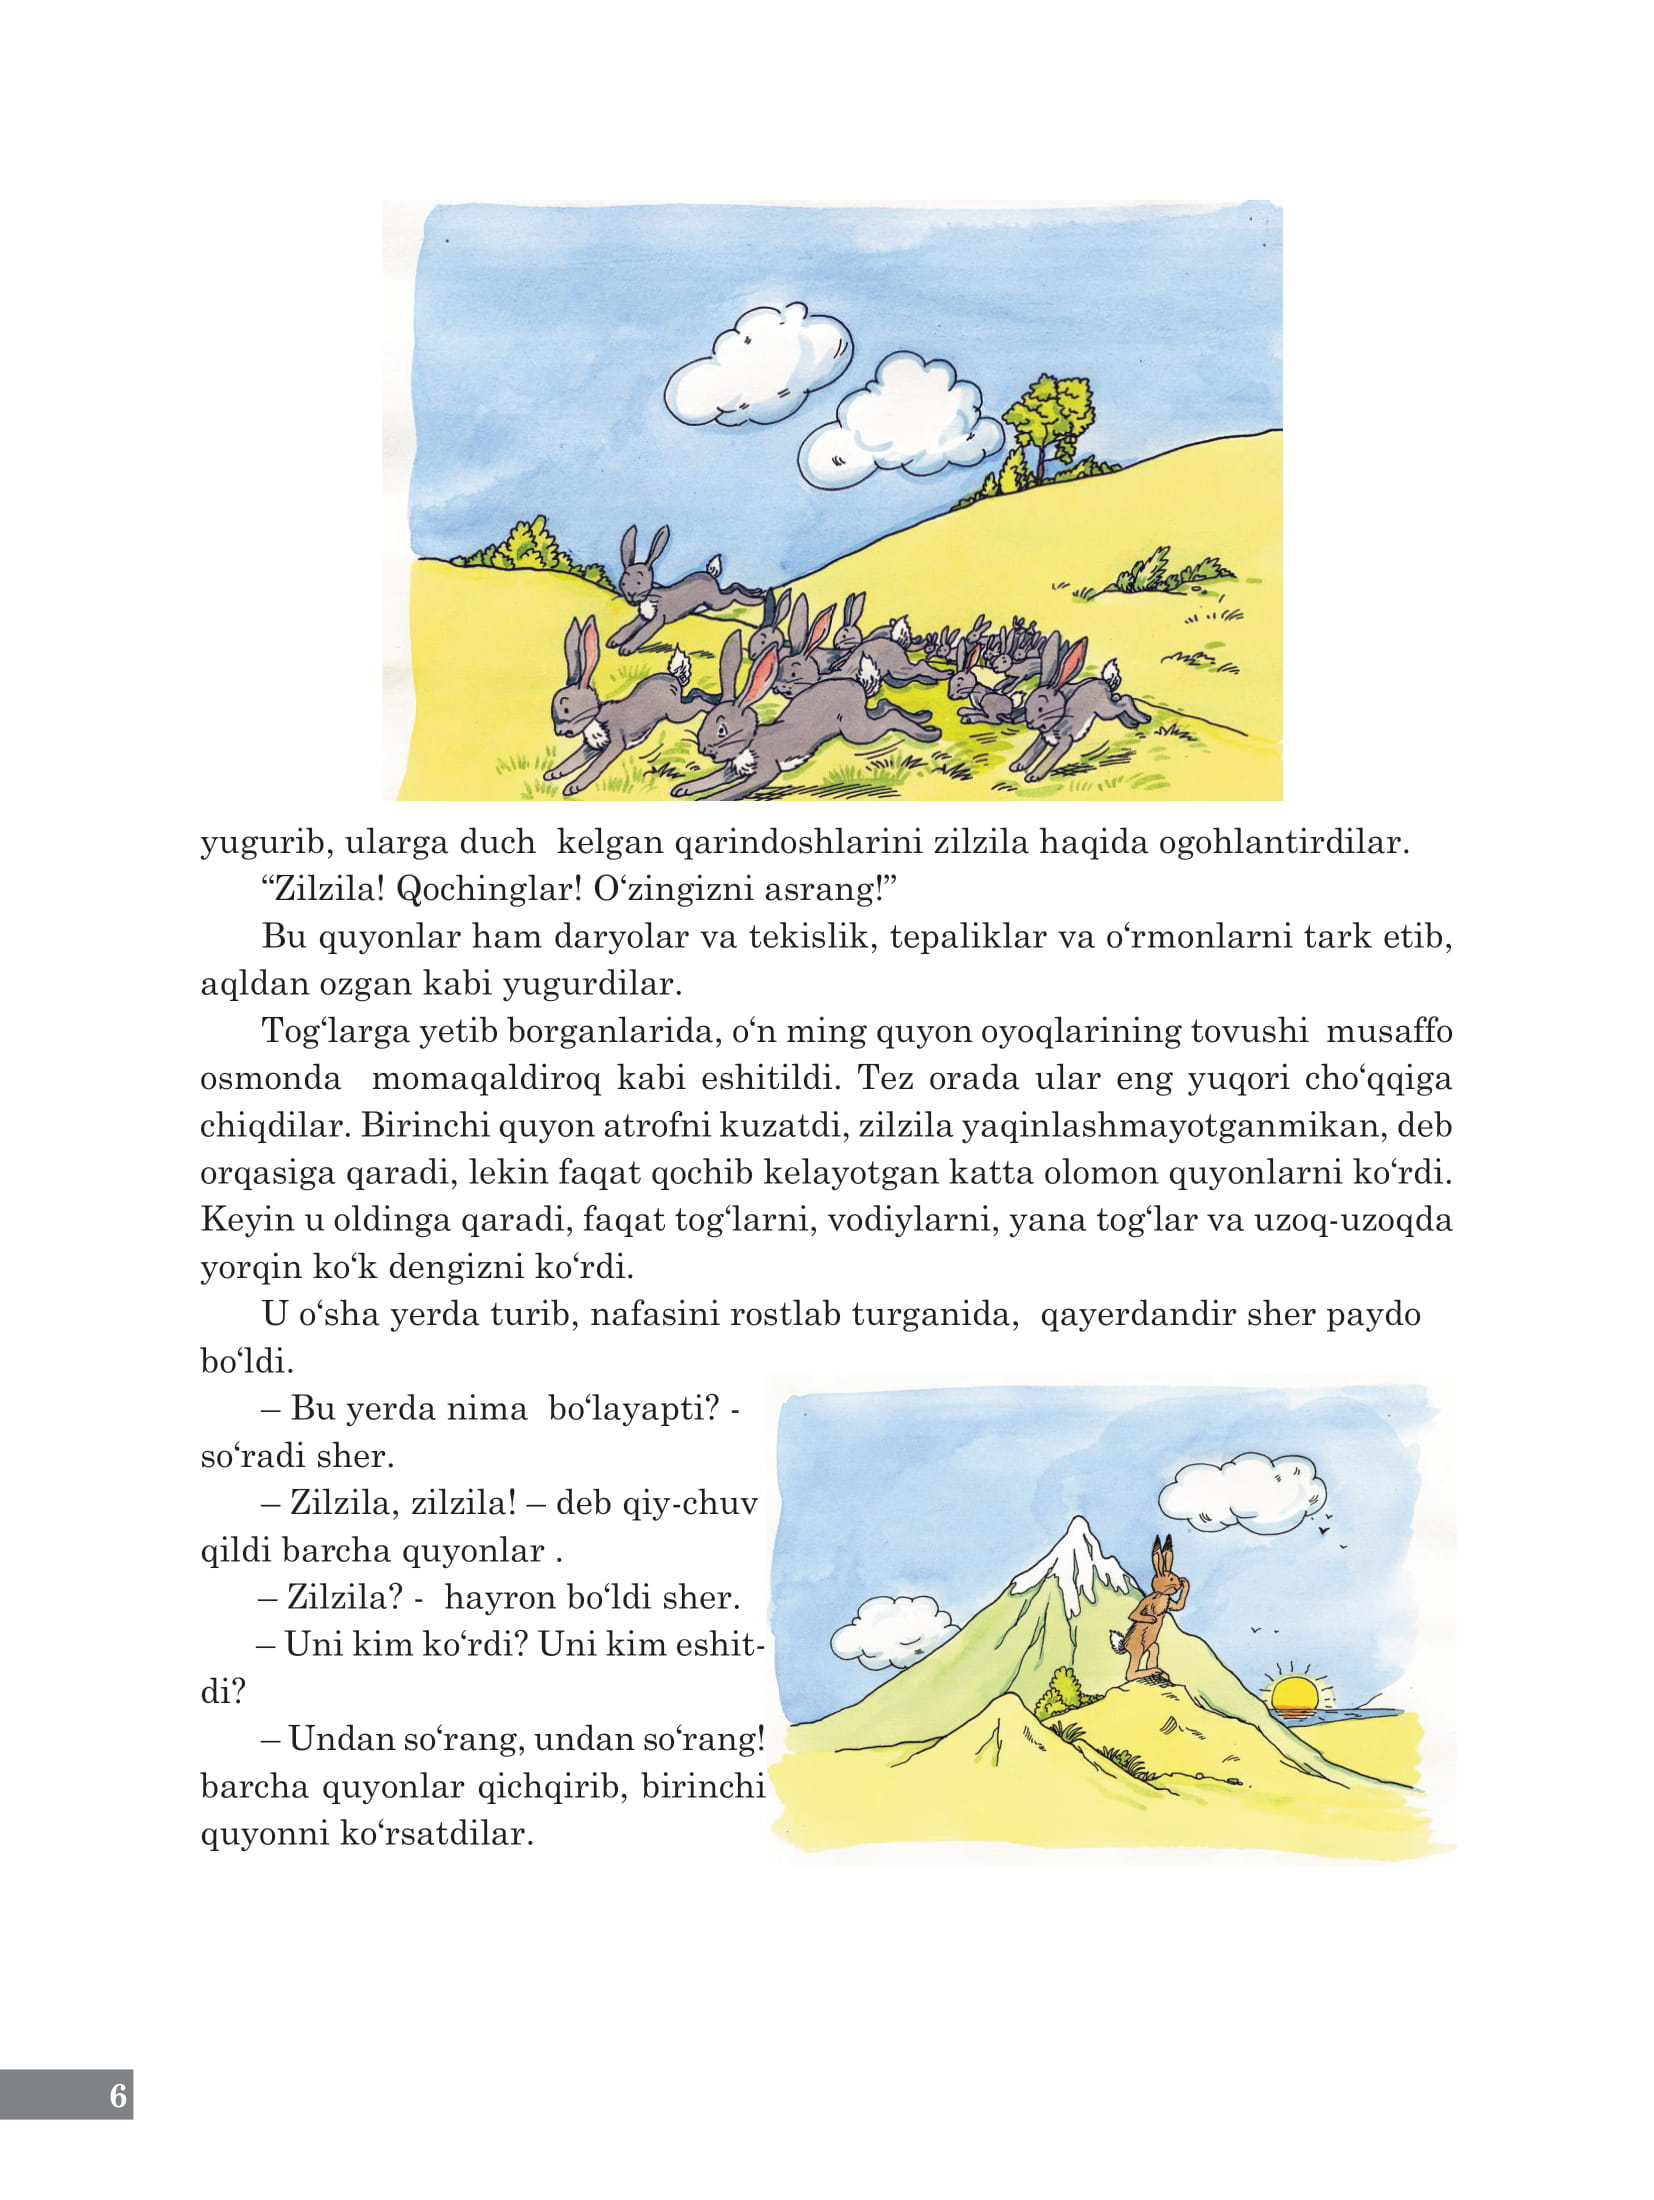 yugurib, ularga duch kelgan qarindoshlarini zilzila haqida ogohlantirdilar.
“Zilzila! Qochinglar! O‘zingizni asrang!”
Bu quyonlar ham daryolar va tekislik, tepaliklar va o‘rmonlarni tark etib,
aqldan ozgan kabi yugurdilar.
Tog‘larga yetib borganlarida, o‘n ming quyon oyoqlarining tovushi musaffo
osmonda momaqaldiroq kabi eshitildi. Tez orada ular eng yuqori cho‘qqiga
chiqdilar. Birinchi quyon atrofni kuzatdi, zilzila yaqinlashmayotganmikan, deb
orqasiga qaradi, lekin faqat qochib kelayotgan katta olomon quyonlarni ko‘rdi.
Keyin u oldinga qaradi, faqat tog‘larni, vodiylarni, yana tog‘lar va uzoq-uzoqda
yorqin ko‘k dengizni ko‘rdi.
U o‘sha yerda turib, nafasini rostlab turganida, qayerdandir sher paydo
bo‘ldi.
– Bu yerda nima bo‘layapti? -
so‘radi sher.
– Zilzila, zilzila! – deb qiy-chuv
qildi barcha quyonlar .
– Zilzila? - hayron bo‘ldi sher.
– Uni kim ko‘rdi? Uni kim eshit-
di?
– Undan so‘rang, undan so‘rang!
barcha quyonlar qichqirib, birinchi
quyonni ko‘rsatdilar.
6